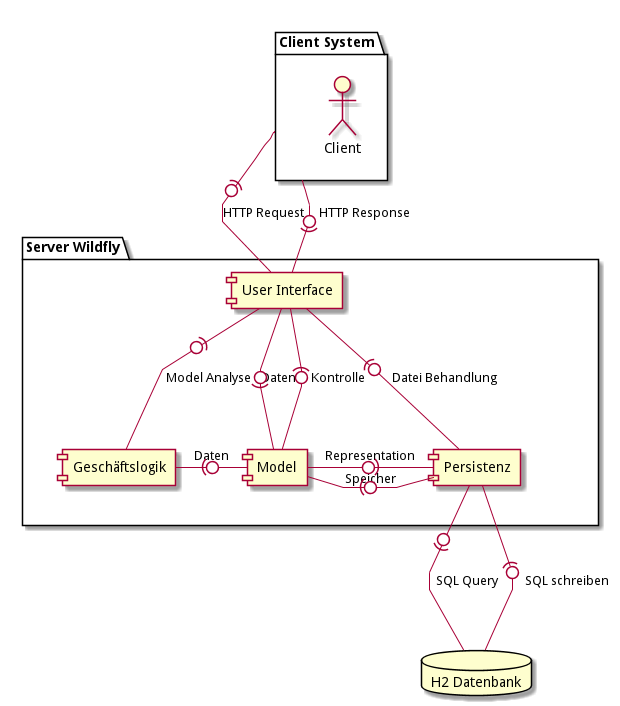 Client System
Client
HTTP Request
HTTP Response
Server Wildfly
User Interface
Model Analyse
Daten
Kontrolle
Datei Behandlung
Geschäftslogik
Daten
Model
Representation
Speicher
Persistenz
SQL Query
SQL schreiben
H2 Datenbank